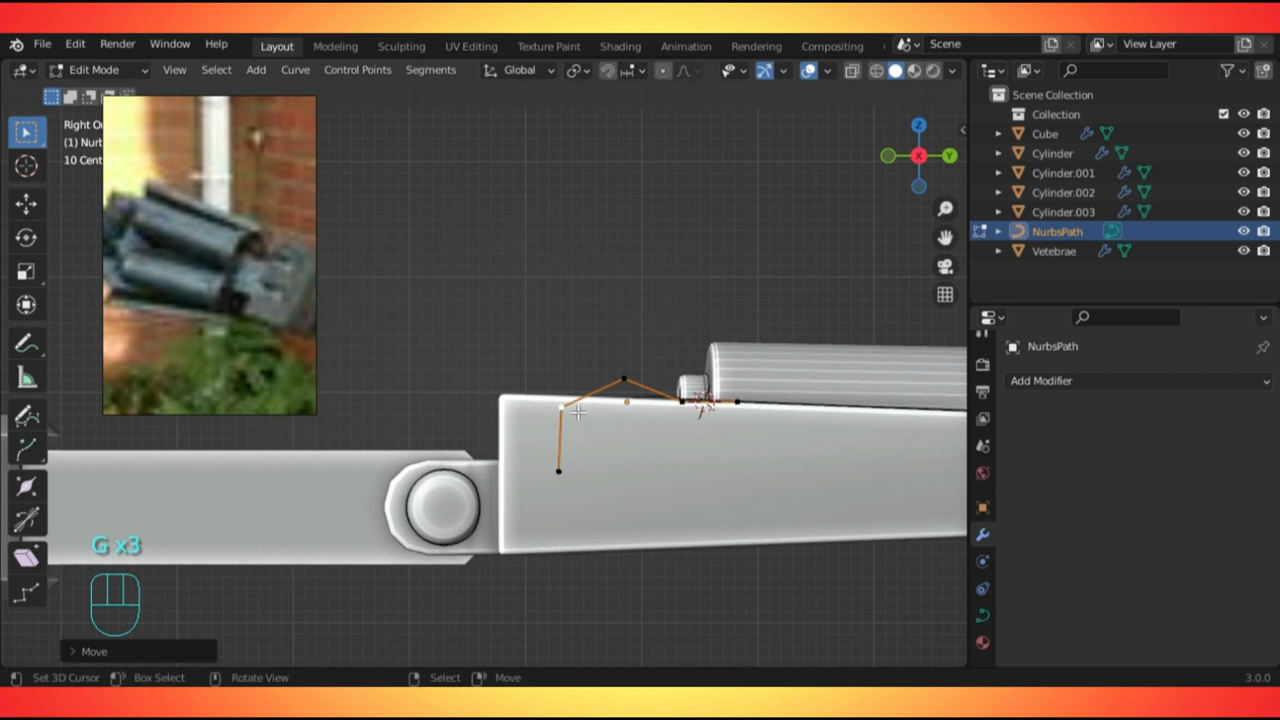 File Edit Render Window Help Layout Modeling Sculpting UV Editing Texture Paint Shading Animation Rendering Compositing Scene View Layer
Edit Mode View Select Add Curve Control Points Segments Global
Right O
(1) Nurb
10 Cent
Z
X
Y
Scene Collection
Collection
Cube
Cylinder
Cylinder.001
Cylinder.002
Cylinder.003
NurbsPath
Vetebrae
NurbsPath
Add Modifier
G x3
Move
Set 3D Cursor Box Select Rotate View Select Move 3.0.0